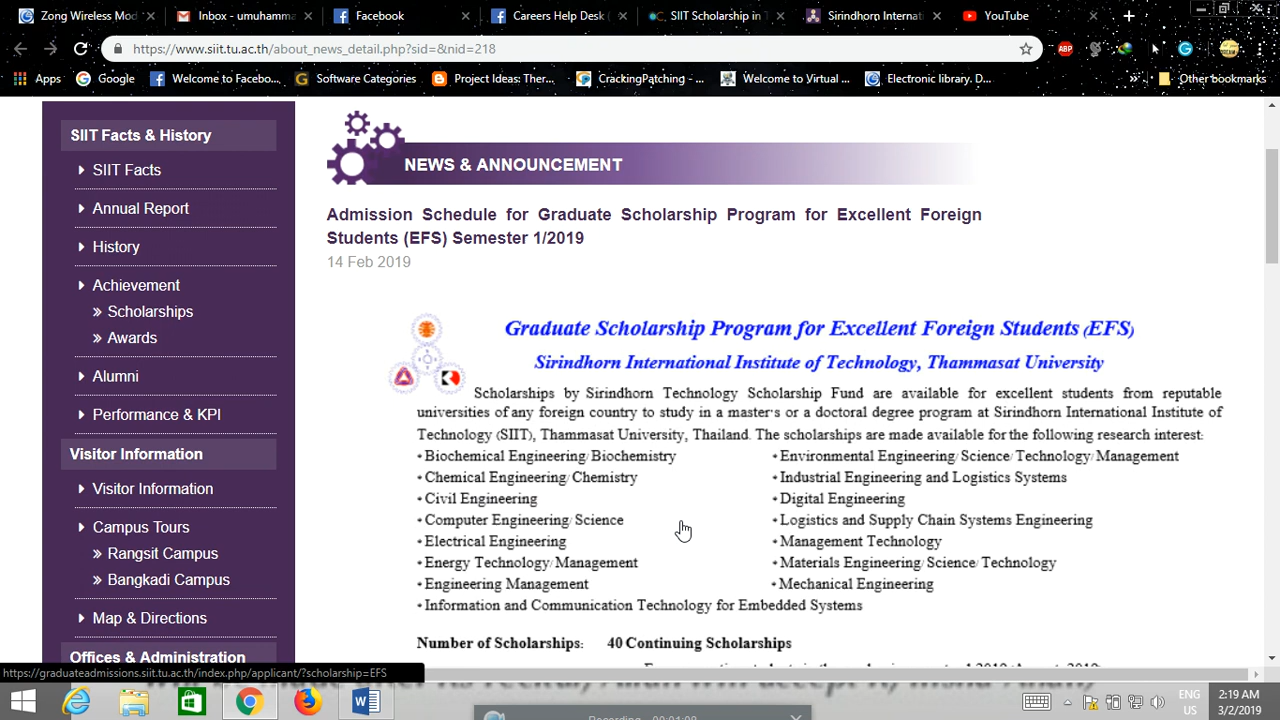 Zong Wireless Mod
Inbox - umuhamma
Facebook
Careers Help Desk (
SIIT Scholarship in T
Sirindhorn Internati
YouTube
https://www.siit.tu.ac.th/about_news_detail.php?sid=&nid=218
ABP
Apps
Google
Welcome to Facebo...
Software Categories
Project Ideas: Ther...
CrackingPatching - ...
Welcome to Virtual ...
Electronic library. D...
Other bookmarks
SIIT Facts & History
SIIT Facts
Annual Report
History
Achievement
Scholarships
Awards
Alumni
Performance & KPI
Visitor Information
Visitor Information
Campus Tours
Rangsit Campus
Bangkadi Campus
Map & Directions
Offices & Administration
NEWS & ANNOUNCEMENT
Admission Schedule for Graduate Scholarship Program for Excellent Foreign
Students (EFS) Semester 1/2019
14 Feb 2019
Graduate Scholarship Program for Excellent Foreign Students (EFS)
Sirindhorn International Institute of Technology, Thammasat University
Scholarships by Sirindhorn Technology Scholarship Fund are available for excellent students from reputable
universities of any foreign country to study in a master's or a doctoral degree program at Sirindhorn International Institute of
Technology (SIIT), Thammasat University, Thailand. The scholarships are made available for the following research interest:
• Biochemical Engineering/Biochemistry
• Environmental Engineering/Science/Technology/Management
• Chemical Engineering/Chemistry
• Industrial Engineering and Logistics Systems
• Civil Engineering
• Digital Engineering
• Computer Engineering/Science
• Logistics and Supply Chain Systems Engineering
• Electrical Engineering
• Management Technology
• Energy Technology/Management
• Materials Engineering/Science/Technology
• Engineering Management
• Mechanical Engineering
• Information and Communication Technology for Embedded Systems
Number of Scholarships: 40 Continuing Scholarships
https://graduateadmissions.siit.tu.ac.th/index.php/applicant/?scholarship=EFS
ENG
US
2:19 AM
3/2/2019